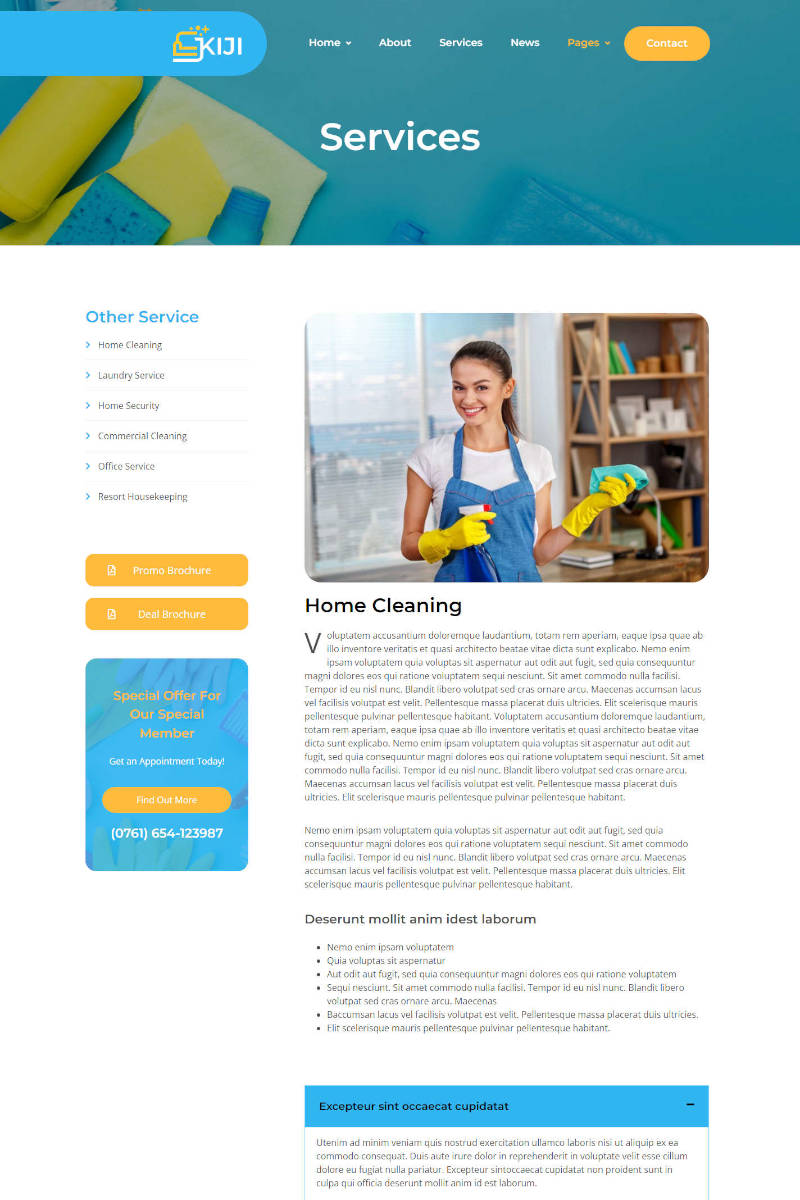 KIJI
Home
About
Services
News
Pages
Contact
Services
Other Service
Home Cleaning
Laundry Service
Home Security
Commercial Cleaning
Office Service
Resort Housekeeping
Promo Brochure
Deal Brochure
Special Offer For
Our Special
Member
Get an Appointment Today!
Find Out More
(0761) 654-123987
Home Cleaning
Voluptatem accusantium doloremque laudantium, totam rem aperiam, eaque ipsa quae ab
illo inventore veritatis et quasi architecto beatae vitae dicta sunt explicabo. Nemo enim
ipsam voluptatem quia voluptas sit aspernatur aut odit aut fugit, sed quia consequuntur
magni dolores eos qui ratione voluptatem sequi nesciunt. Sit amet commodo nulla facilisi.
Tempor id eu nisl nunc. Blandit libero volutpat sed cras ornare arcu. Maecenas accumsan lacus
vel facilisis volutpat est velit. Pellentesque massa placerat duis ultricies. Elit scelerisque mauris
pellentesque pulvinar pellentesque habitant. Voluptatem accusantium doloremque laudantium,
totam rem aperiam, eaque ipsa quae ab illo inventore veritatis et quasi architecto beatae vitae
dicta sunt explicabo. Nemo enim ipsam voluptatem quia voluptas sit aspernatur aut odit aut
fugit, sed quia consequuntur magni dolores eos qui ratione voluptatem sequi nesciunt. Sit amet
commodo nulla facilisi. Tempor id eu nisl nunc. Blandit libero volutpat sed cras ornare arcu.
Maecenas accumsan lacus vel facilisis volutpat est velit. Pellentesque massa placerat duis
ultricies. Elit scelerisque mauris pellentesque pulvinar pellentesque habitant.
Nemo enim ipsam voluptatem quia voluptas sit aspernatur aut odit aut fugit, sed quia
consequuntur magni dolores eos qui ratione voluptatem sequi nesciunt. Sit amet commodo
nulla facilisi. Tempor id eu nisl nunc. Blandit libero volutpat sed cras ornare arcu. Maecenas
accumsan lacus vel facilisis volutpat est velit. Pellentesque massa placerat duis ultricies. Elit
scelerisque mauris pellentesque pulvinar pellentesque habitant.
Deserunt mollit anim idest laborum
Nemo enim ipsam voluptatem
Quia voluptas sit aspernatur
Aut odit aut fugit, sed quia consequuntur magni dolores eos qui ratione voluptatem
Sequi nesciunt. Sit amet commodo nulla facilisi. Tempor id eu nisl nunc. Blandit libero
volutpat sed cras ornare arcu. Maecenas
Baccumsan lacus vel facilisis volutpat est velit. Pellentesque massa placerat duis ultricies.
Elit scelerisque mauris pellentesque pulvinar pellentesque habitant.
Excepteur sint occaecat cupidatat
Utenim ad minim veniam quis nostrud exercitation ullamco laboris nisi ut aliquip ex ea
commodo consequat. Duis aute irure dolor in reprehenderit in voluptate velit esse cillum
dolore eu fugiat nulla pariatur. Excepteur sintoccaecat cupidatat non proident sunt in
culpa qui officia deserunt mollit anim id est laborum.